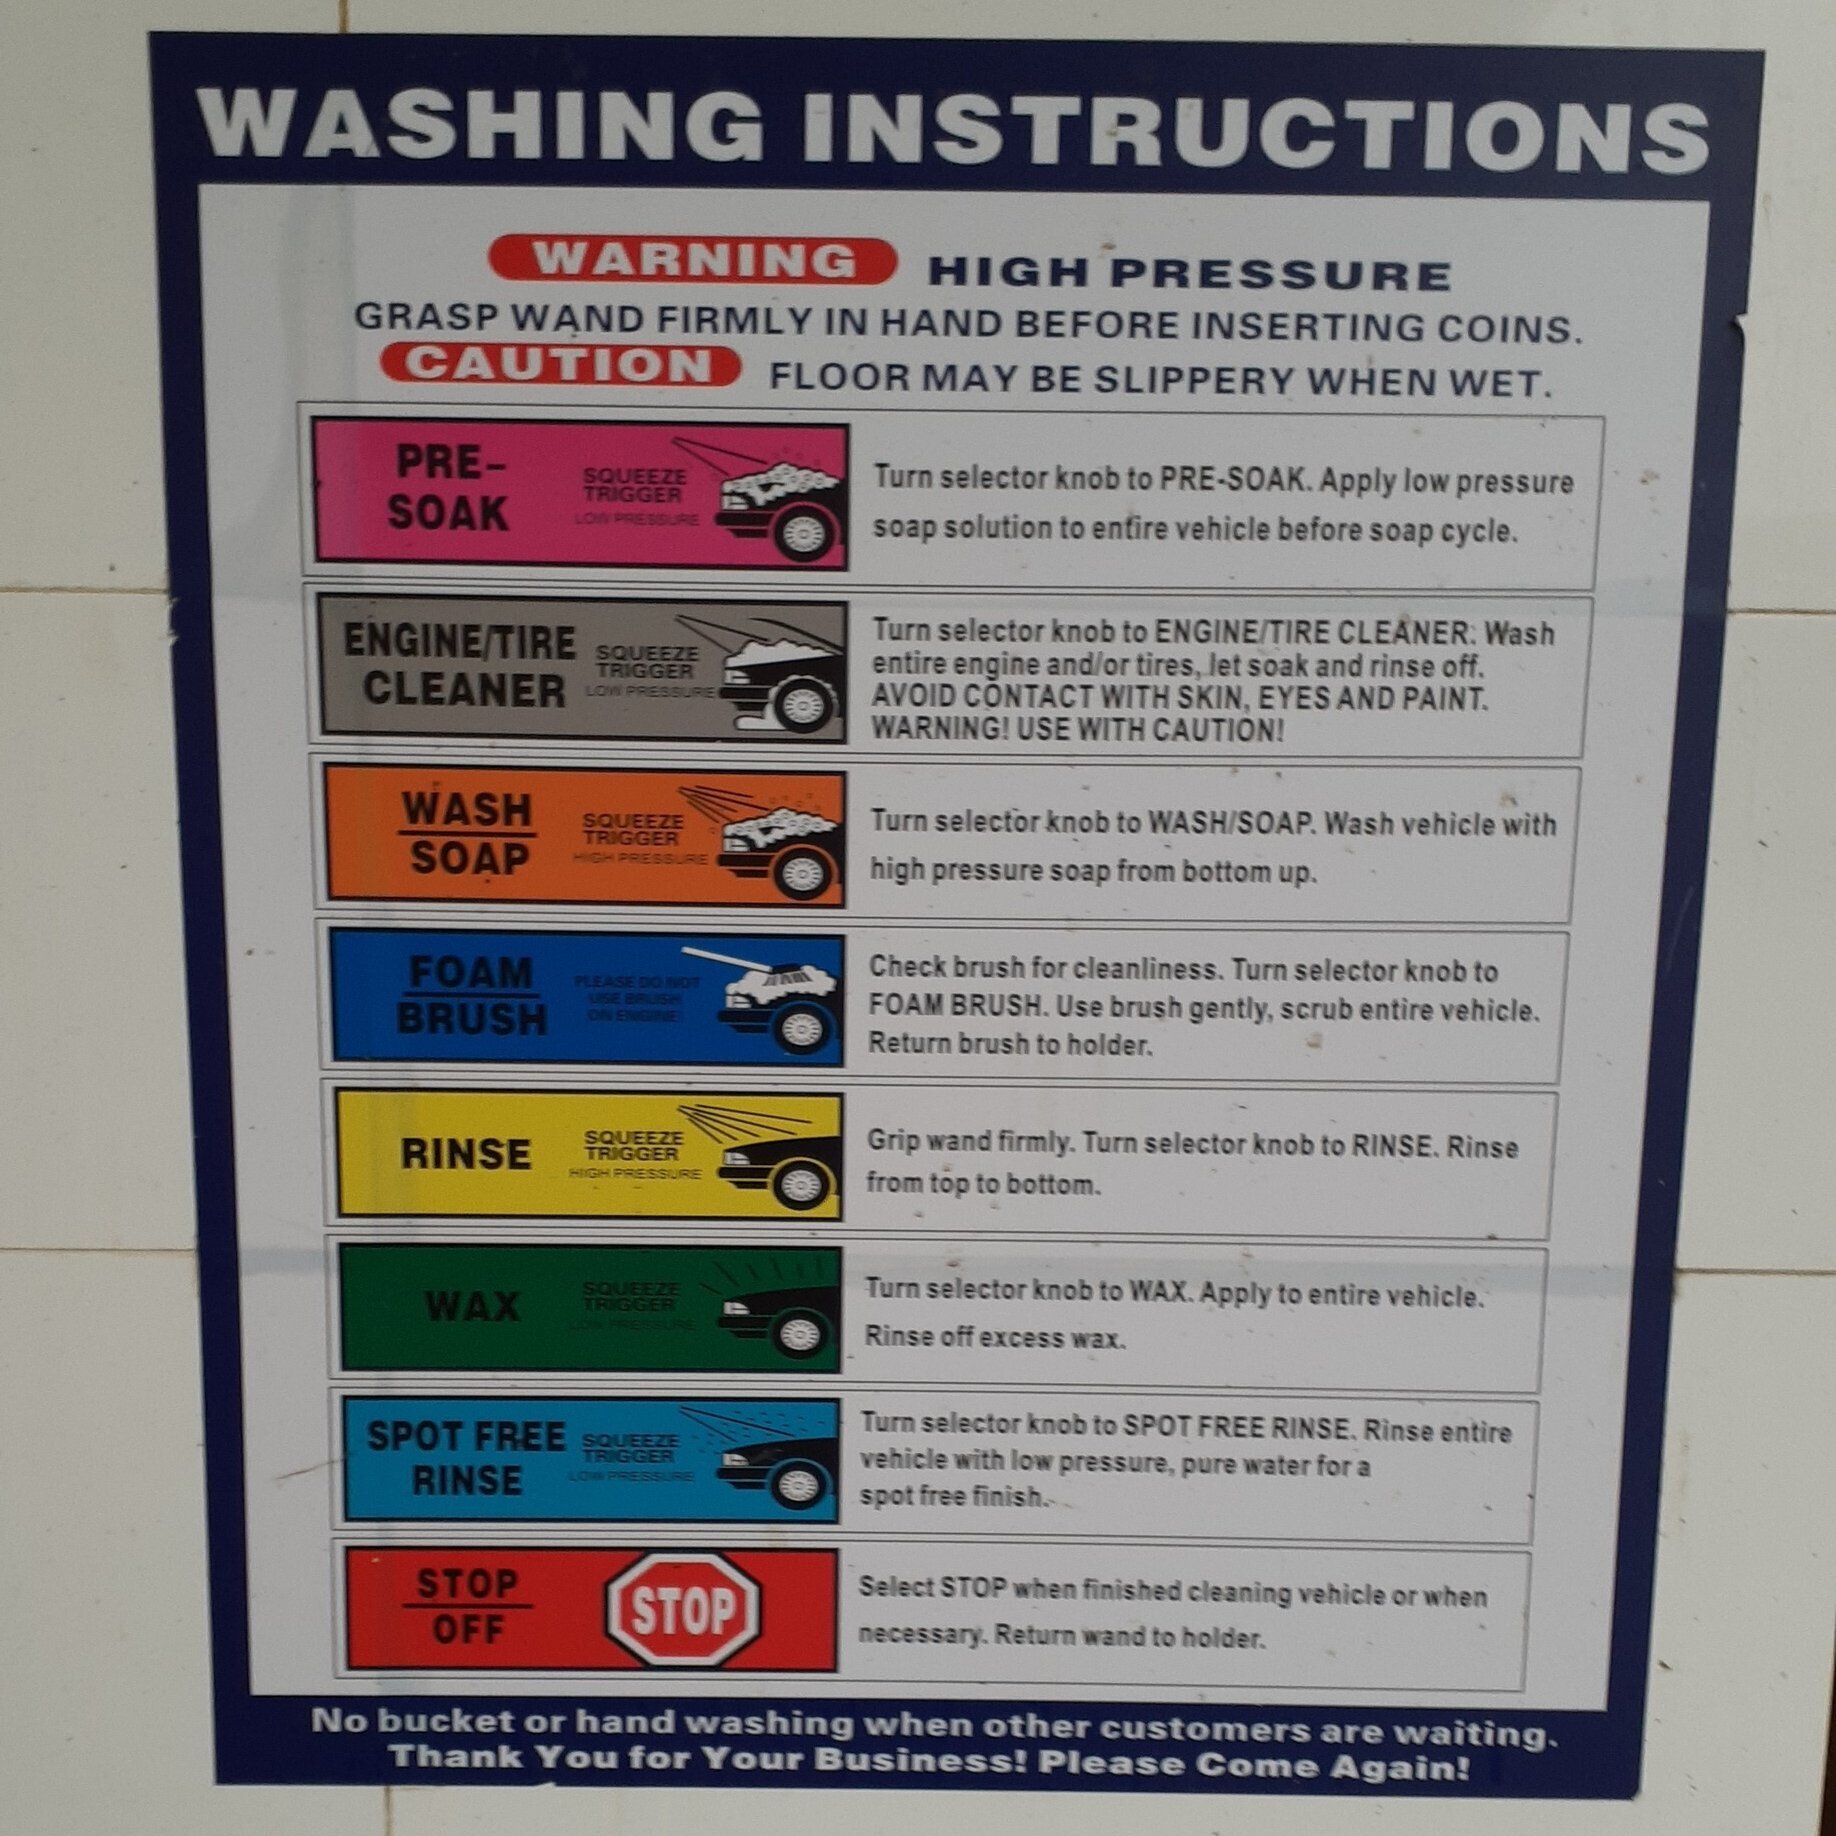 WASHING INSTRUCTIONS
WARNING HIGH PRESSURE
GRASP WAND FIRMLY IN HAND BEFORE INSERTING COINS.
CAUTION FLOOR MAY BE SLIPPERY WHEN WET.
PRE-
SOAK
SQUEEZE
TRIGGER
LOW PRESSURE
Turn selector knob to PRE-SOAK. Apply low pressure
soap solution to entire vehicle before soap cycle.
ENGINE/TIRE
CLEANER
SQUEEZE
TRIGGER
LOW PRESSURE
Turn selector knob to ENGINE/TIRE CLEANER: Wash
entire engine and/or tires, let soak and rinse off.
AVOID CONTACT WITH SKIN, EYES AND PAINT.
WARNING! USE WITH CAUTION!
WASH
SOAP
SQUEEZE
TRIGGER
HIGH PRESSURE
Turn selector knob to WASH/SOAP. Wash vehicle with
high pressure soap from bottom up.
FOAM
BRUSH
PLEASE DO NOT
USE BRUSH
ON ENGINE!
Check brush for cleanliness. Turn selector knob to
FOAM BRUSH. Use brush gently, scrub entire vehicle.
Return brush to holder.
RINSE
SQUEEZE
TRIGGER
HIGH PRESSURE
Grip wand firmly. Turn selector knob to RINSE. Rinse
from top to bottom.
WAX
SQUEEZE
TRIGGER
LOW PRESSURE
Turn selector knob to WAX. Apply to entire vehicle.
Rinse off excess wax.
SPOT FREE
RINSE
SQUEEZE
TRIGGER
LOW PRESSURE
Turn selector knob to SPOT FREE RINSE. Rinse entire
vehicle with low pressure, pure water for a
spot free finish.
STOP
OFF
STOP
Select STOP when finished cleaning vehicle or when
necessary. Return wand to holder.
No bucket or hand washing when other customers are waiting.
Thank You for Your Business! Please Come Again!